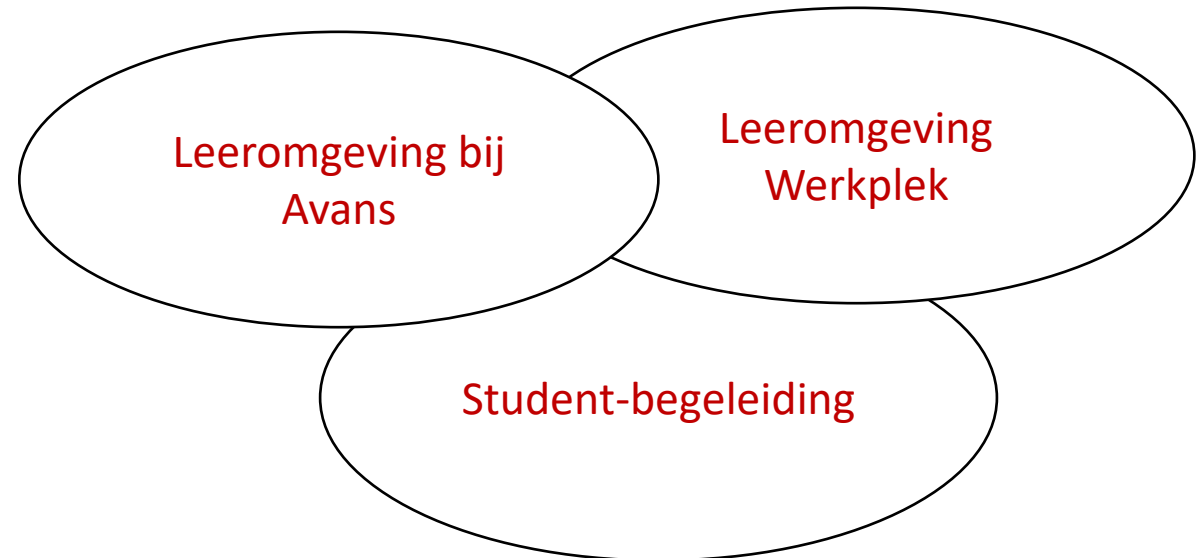 Leeromgeving bij
Avans
Leeromgeving
Werkplek
Student-begeleiding